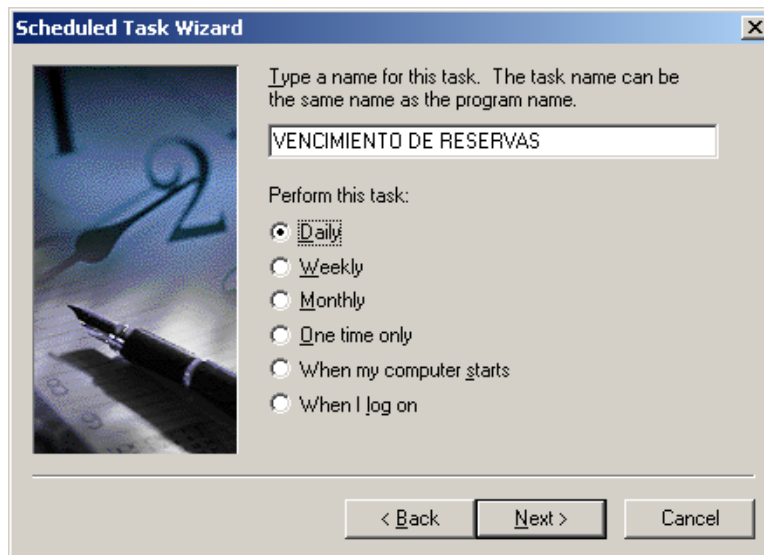 Scheduled Task Wizard
Type a name for this task. The task name can be
the same name as the program name.
VENCIMIENTO DE RESERVAS
Perform this task:
Daily
Weekly
Monthly
One time only
When my computer starts
When I log on
< Back Next > Cancel